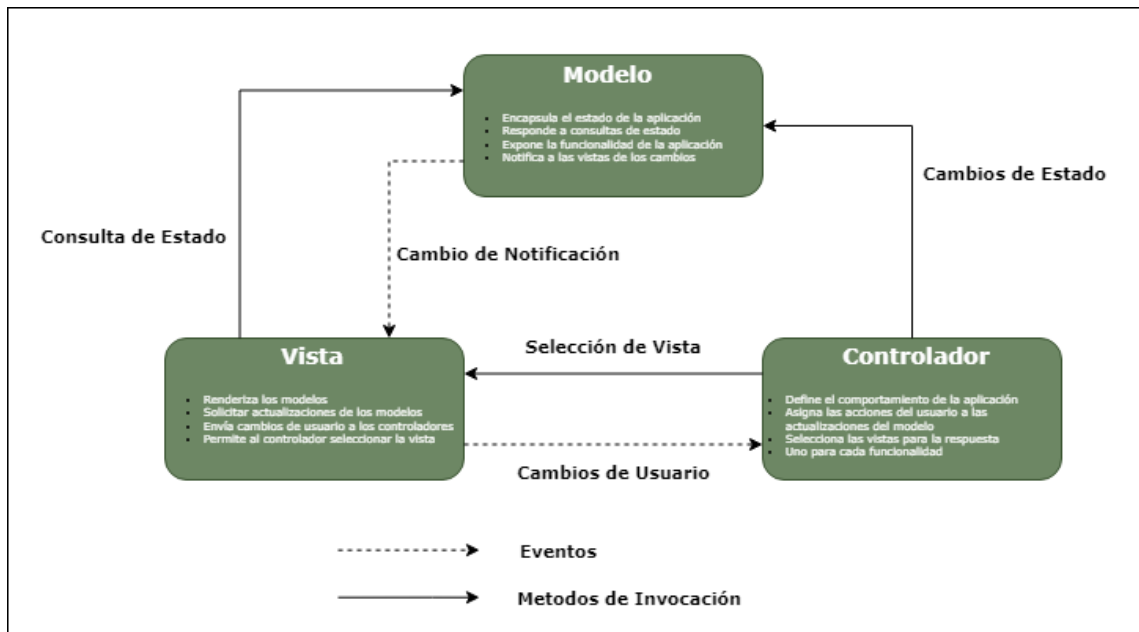 Modelo
Encapsula el estado de la aplicación
Responde a consultas de estado
Expone la funcionalidad de la aplicación
Notifica a las vistas de los cambios
Cambios de Estado
Consulta de Estado
Cambio de Notificación
Selección de Vista
Vista
Renderiza los modelos
Solicitar actualizaciones de los modelos
Envía cambios de usuario a los controladores
Permite al controlador seleccionar la vista
Controlador
Define el comportamiento de la aplicación
Asigna las acciones del usuario a las
actualizaciones del modelo
Selecciona las vistas para la respuesta
Uno para cada funcionalidad
Cambios de Usuario
Eventos
Metodos de Invocación